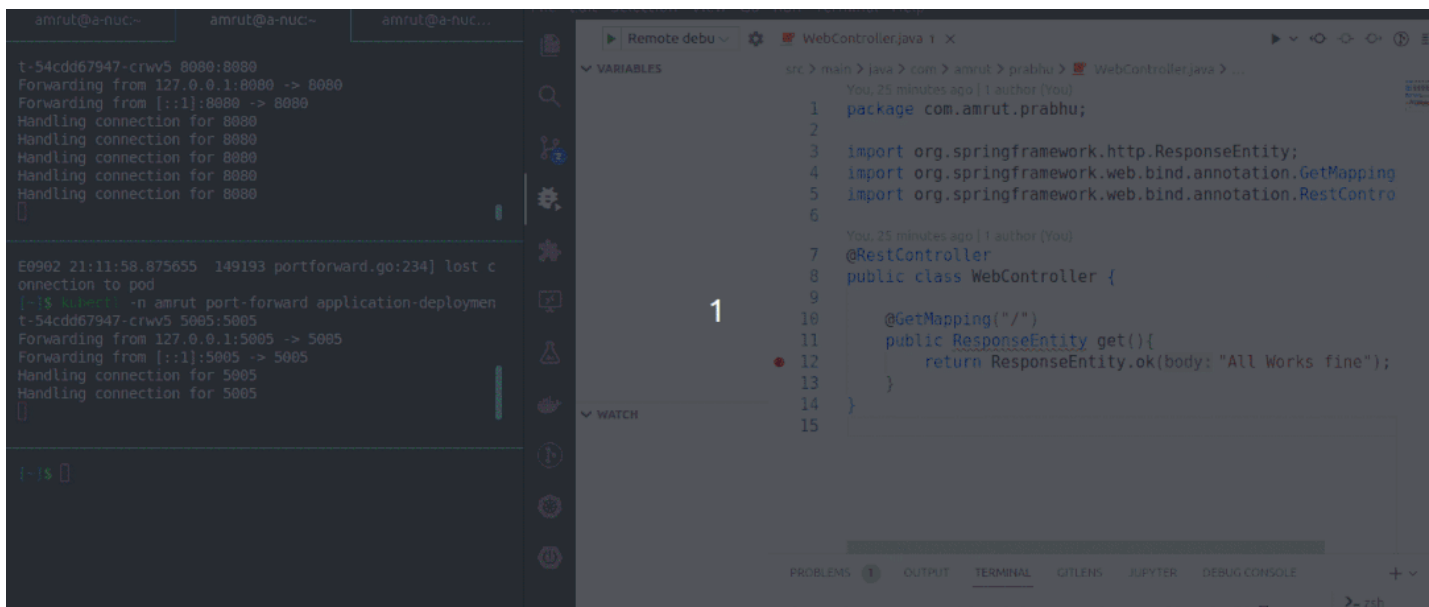 amrut@a-nuc:~
amrut@a-nuc:~
amrut@a-nuc...
t-54cdd67947-crwv5 8080:8080
Forwarding from 127.0.0.1:8080 -> 8080
Forwarding from [::1]:8080 -> 8080
Handling connection for 8080
Handling connection for 8080
Handling connection for 8080
Handling connection for 8080
Handling connection for 8080
E0902 21:11:58.875655 149193 portforward.go:234] lost c
onnection to pod
[~]$ kubectl -n amrut port-forward application-deploymen
t-54cdd67947-crwv5 5005:5005
Forwarding from 127.0.0.1:5005 -> 5005
Forwarding from [::1]:5005 -> 5005
Handling connection for 5005
Handling connection for 5005
[~]$
Remote debu
WebController.java 1
VARIABLES
WATCH
src > main > java > com > amrut > prabhu > WebController.java > ...
You, 25 minutes ago | 1 author (You)
1 package com.amrut.prabhu;
2
3 import org.springframework.http.ResponseEntity;
4 import org.springframework.web.bind.annotation.GetMapping
5 import org.springframework.web.bind.annotation.RestContro
6
You, 25 minutes ago | 1 author (You)
7 @RestController
8 public class WebController {
9
10 @GetMapping("/")
11 public ResponseEntity get(){
12 return ResponseEntity.ok(body: "All Works fine");
13 }
14 }
15
1
PROBLEMS 1 OUTPUT TERMINAL GITLENS JUPYTER DEBUG CONSOLE
zsh